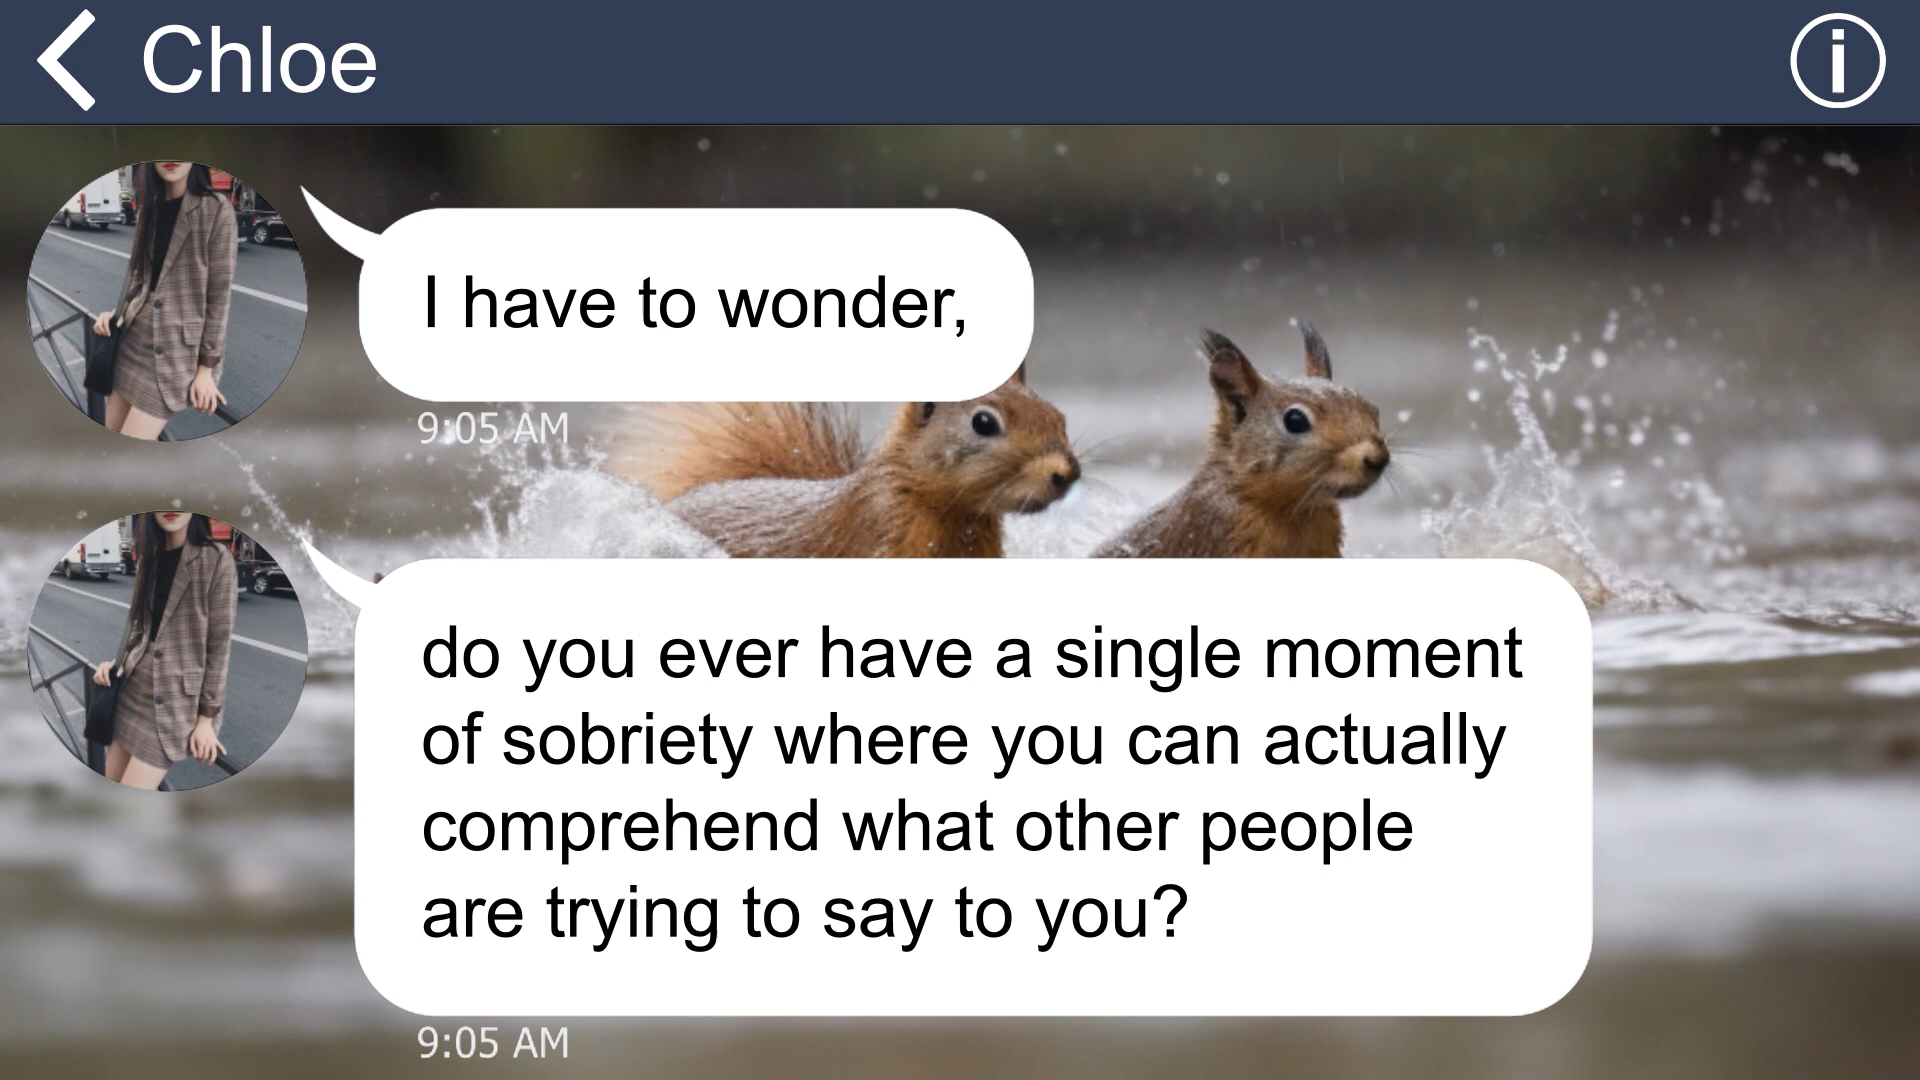 Chloe
I have to wonder,
9:05 AM
do you ever have a single moment
of sobriety where you can actually
comprehend what other people
are trying to say to you?
9:05 AM